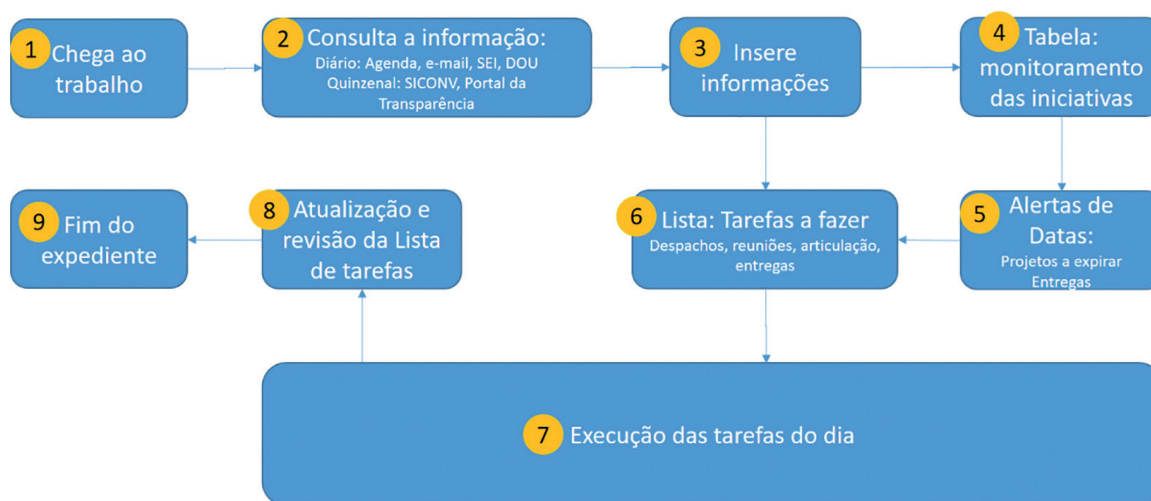 1
Chega ao
trabalho
2
Consulta a informação:
Diário: Agenda, e-mail, SEI, DOU
Quinzenal: SICONV, Portal da
Transparência
3
Insere
informações
4
Tabela:
monitoramento
das iniciativas
5
Alertas de
Datas:
Projetos a expirar
Entregas
6
Lista: Tarefas a fazer
Despachos, reuniões, articulação,
entregas
7
Execução das tarefas do dia
8
Atualização e
revisão da Lista
de tarefas
9
Fim do
expediente